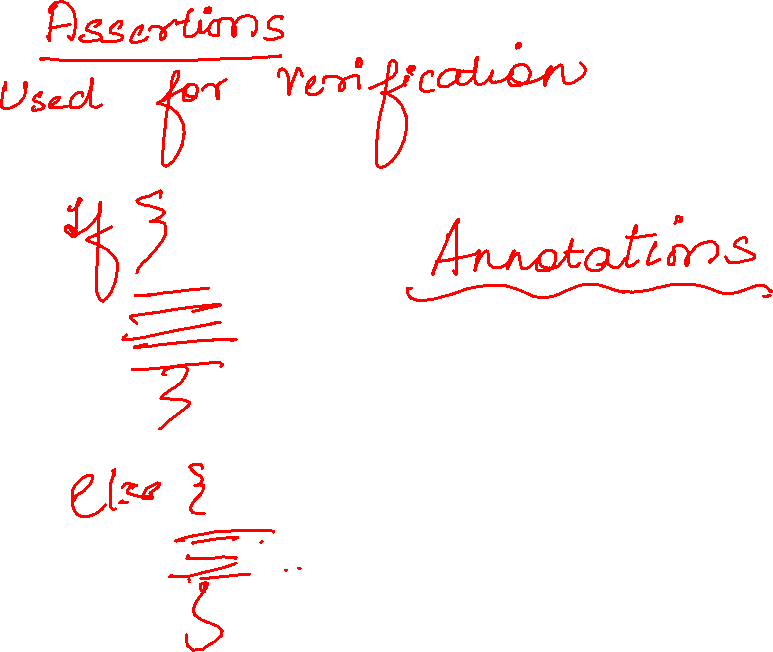 Assertions
Used for verification
If {
}
Annotations
else {
}